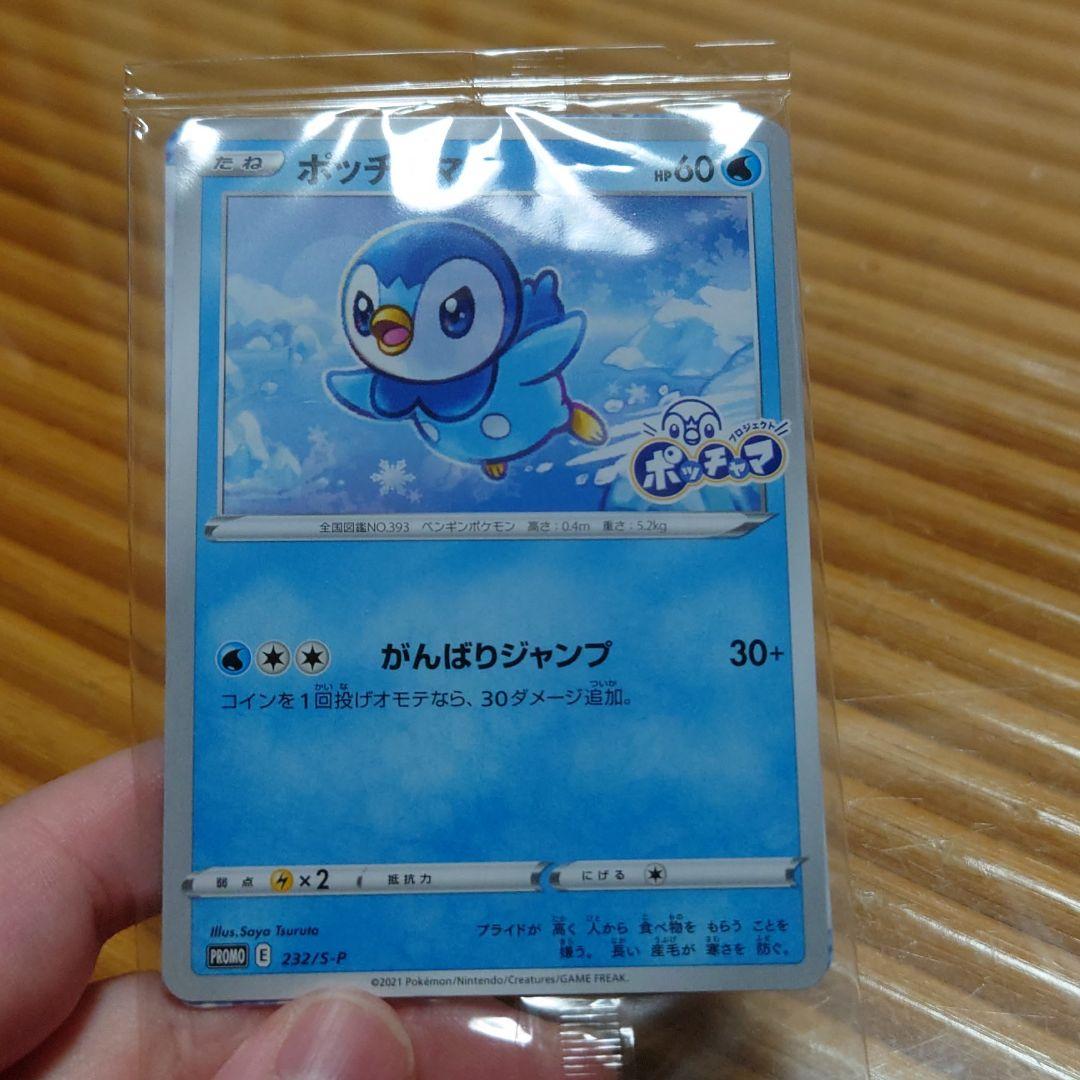 たね ポッチャマ HP60
プロジェクト
ポッチャマ
全国図鑑NO.393 ペンギンポケモン 高さ：0.4m 重さ：5.2kg
がんばりジャンプ 30+
コインを1回投げオモテなら、30ダメージ追加。
弱点 ×2 抵抗力 にげる
Illus.Saya Tsuruta
プライドが 高く 人から 食べ物を もらう ことを
嫌う。 長い 産毛が 寒さを 防ぐ。
PROMO E 232/S-P
©2021 Pokémon/Nintendo/Creatures/GAME FREAK.